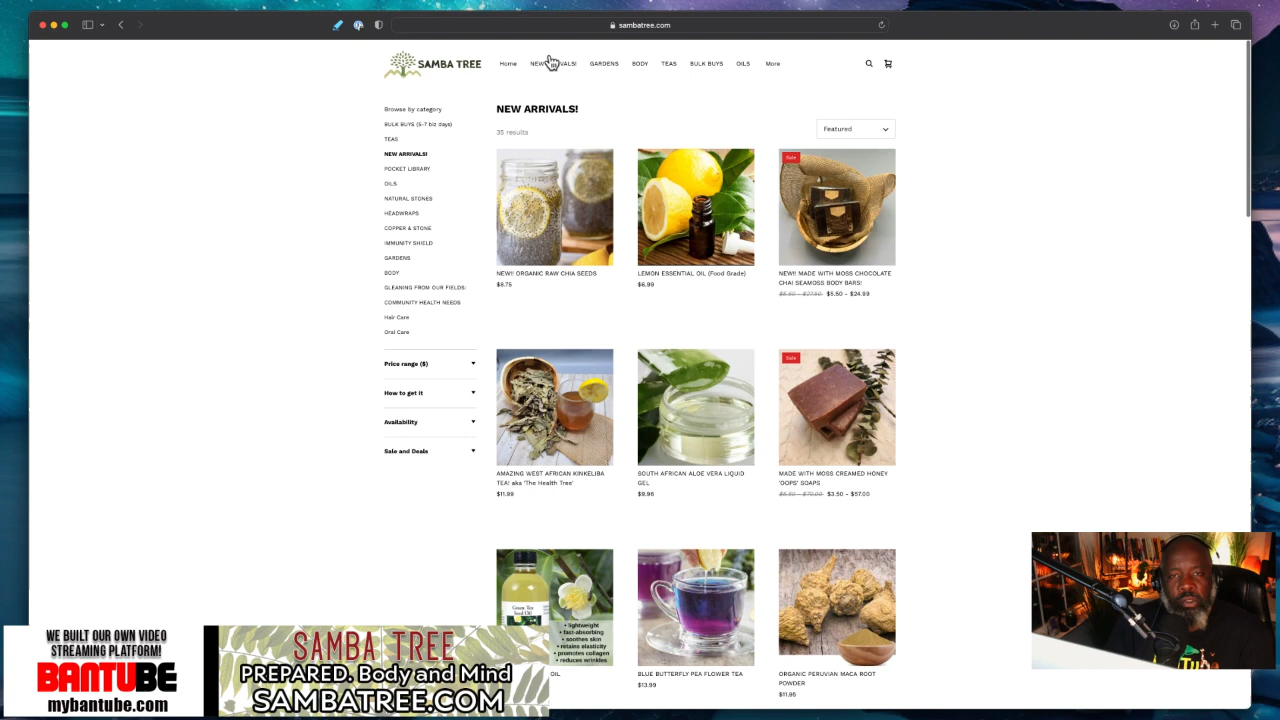 sambatree.com
SAMBA TREE
Home
NEW
VALS!
GARDENS
BODY
TEAS
BULK BUYS
OILS
More
Browse by category
BULK BUYS (5-7 biz days)
TEAS
NEW ARRIVALS!
POCKET LIBRARY
OILS
NATURAL STONES
HEADWRAPS
COPPER & STONE
IMMUNITY SHIELD
GARDENS
BODY
GLEANING FROM OUR FIELDS:
COMMUNITY HEALTH NEEDS
Hair Care
Oral Care
Price range ($)
How to get it
Availability
Sale and Deals
NEW ARRIVALS!
35 results
Featured
NEW!! ORGANIC RAW CHIA SEEDS
$8.75
LEMON ESSENTIAL OIL (Food Grade)
$6.99
Sale
NEW!! MADE WITH MOSS CHOCOLATE
CHAI SEAMOSS BODY BARS!
$5.50 - $24.99
AMAZING WEST AFRICAN KINKELIBA
TEA! aka 'The Health Tree'
$11.99
SOUTH AFRICAN ALOE VERA LIQUID
GEL
$9.96
Sale
MADE WITH MOSS CREAMED HONEY
'OOPS' SOAPS
$3.50 - $57.00
Green Tea
Seed Oil
• lightweight
• fast-absorbing
• soothes skin
• retains elasticity
• promotes collagen
• reduces wrinkles
OIL
BLUE BUTTERFLY PEA FLOWER TEA
$13.99
ORGANIC PERUVIAN MACA ROOT
POWDER
$11.95
WE BUILT OUR OWN VIDEO
STREAMING PLATFORM!
BANTUBE
mybantube.com
SAMBA TREE
PREPARED. Body and Mind
SAMBATREE.COM